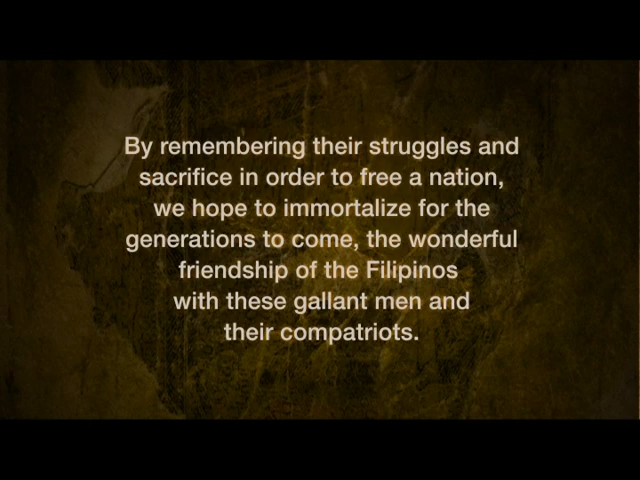 By remembering their struggles and
sacrifice in order to free a nation,
we hope to immortalize for the
generations to come, the wonderful
friendship of the Filipinos
with these gallant men and
their compatriots.